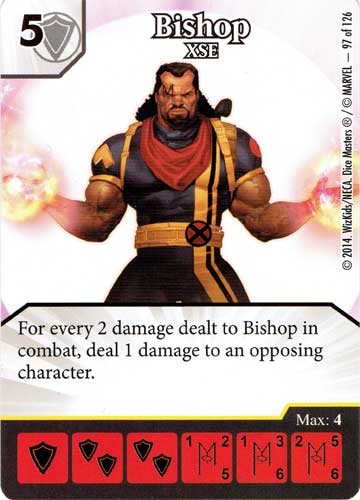 5
Bishop
XSE
© 2014. WizKids/NECA. Dice Masters ® / © MARVEL — 97 of 126
For every 2 damage dealt to Bishop in
combat, deal 1 damage to an opposing
character.
Max: 4
1 2 5
1 3 6
2 5 6